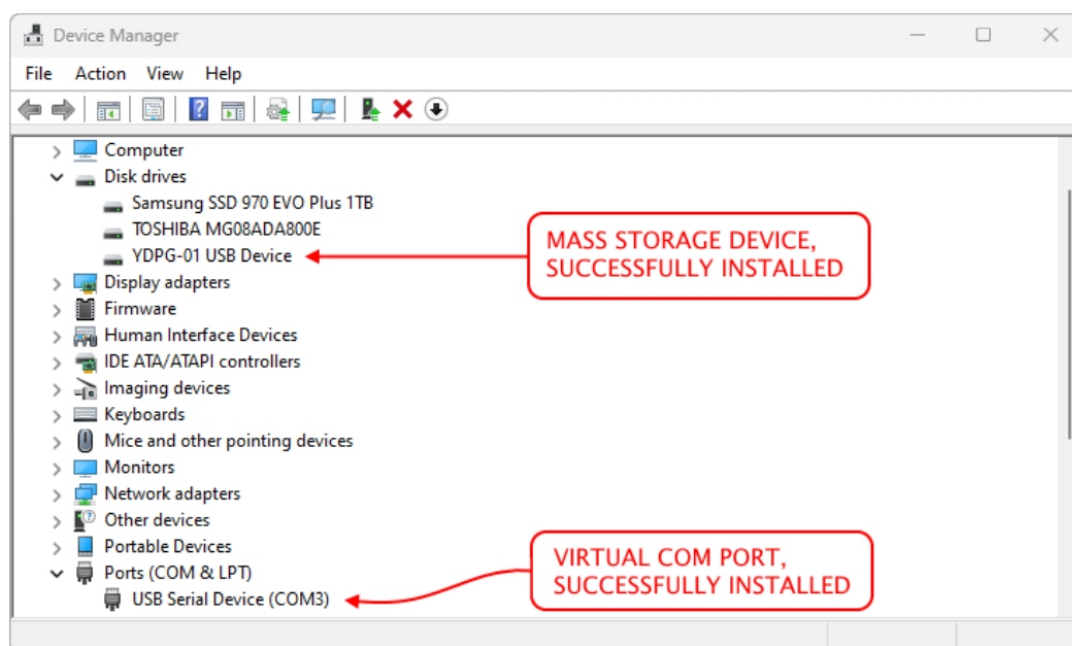 Device Manager
File Action View Help
Computer
Disk drives
Samsung SSD 970 EVO Plus 1TB
TOSHIBA MG08ADA800E
YDPG-01 USB Device
MASS STORAGE DEVICE,
SUCCESSFULLY INSTALLED
Display adapters
Firmware
Human Interface Devices
IDE ATA/ATAPI controllers
Imaging devices
Keyboards
Mice and other pointing devices
Monitors
Network adapters
Other devices
Portable Devices
Ports (COM & LPT)
USB Serial Device (COM3)
VIRTUAL COM PORT,
SUCCESSFULLY INSTALLED